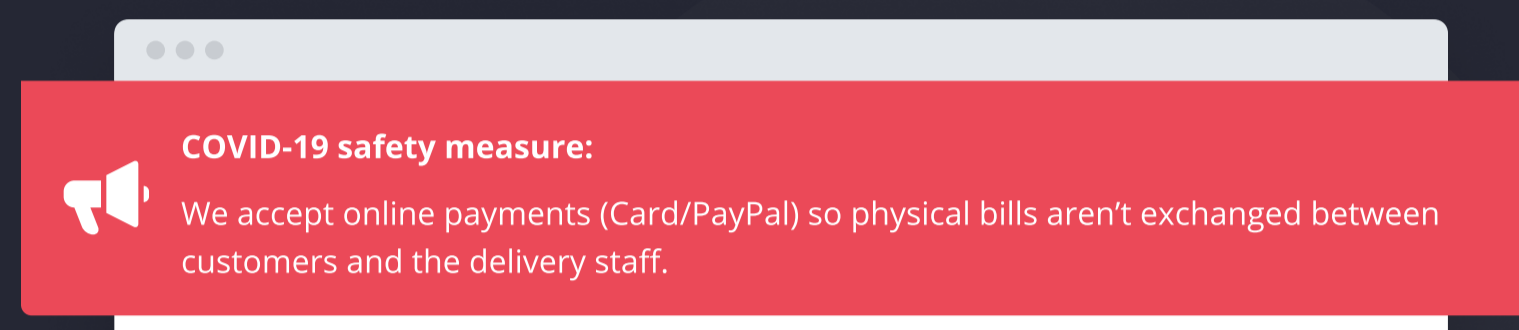 COVID-19 safety measure:
We accept online payments (Card/PayPal) so physical bills aren’t exchanged between
customers and the delivery staff.